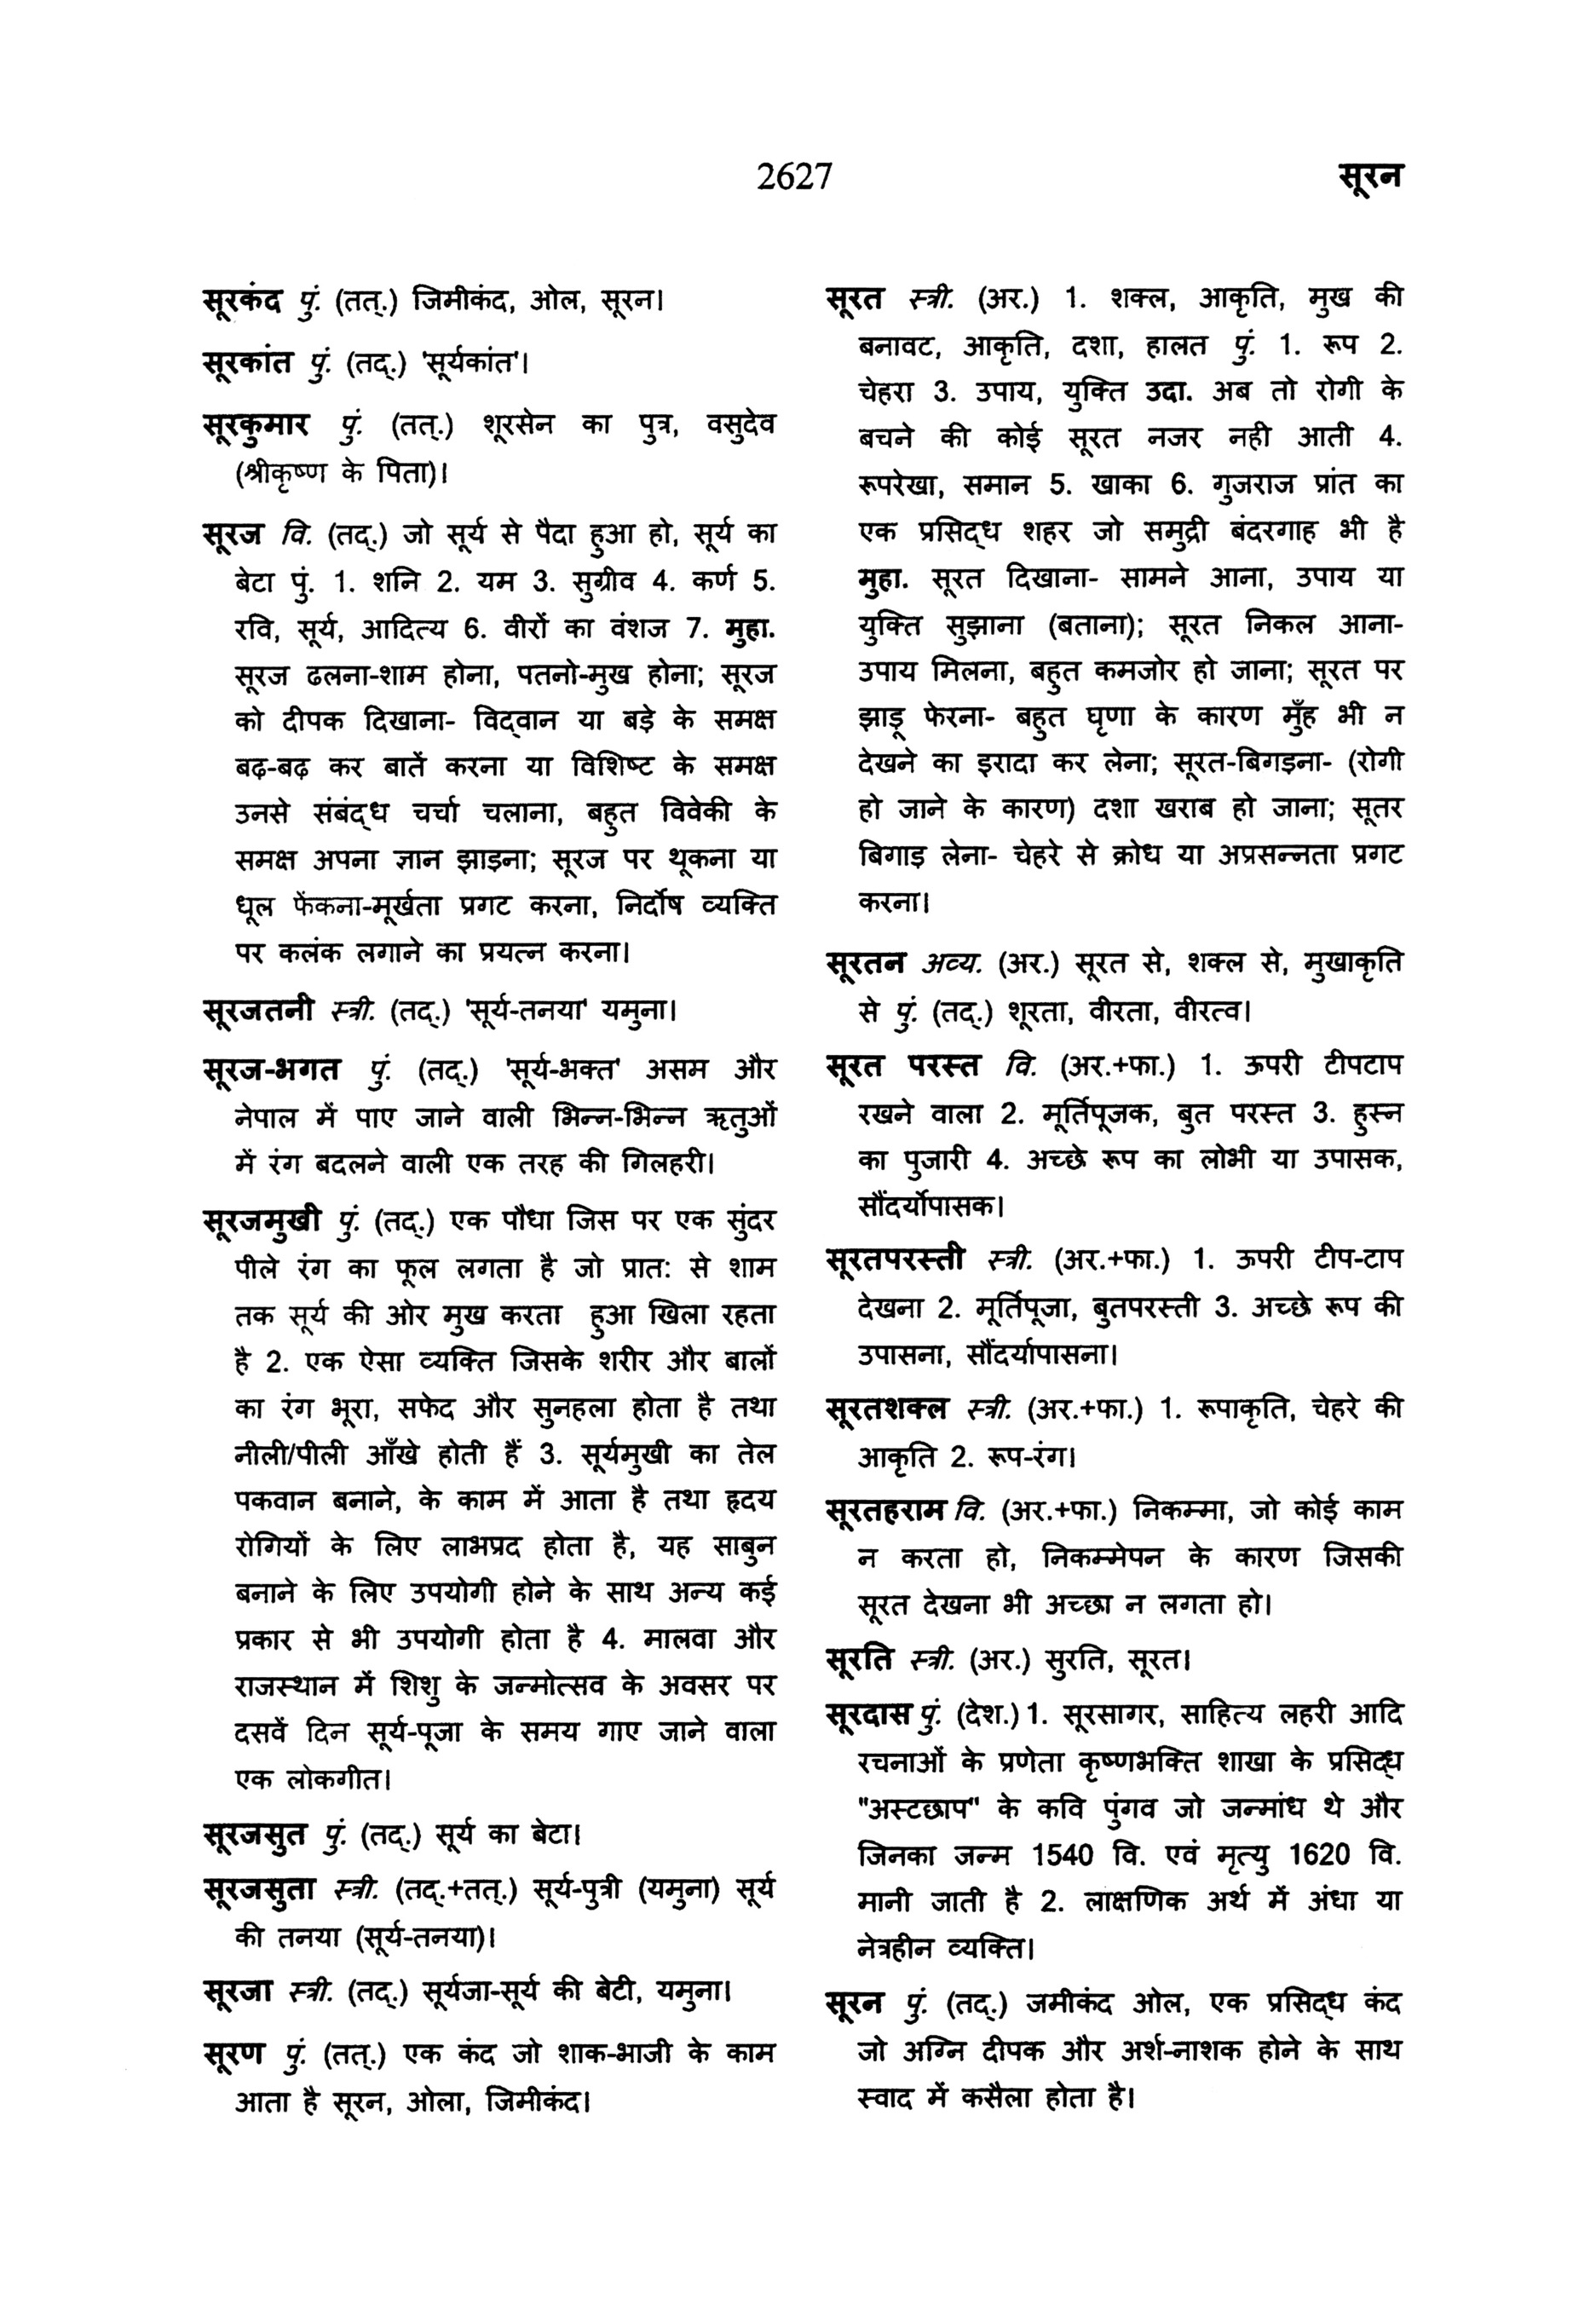 2627
सूरन
सूरकंद पुं. (तत्.) जिमीकंद, ओल, सूरन।
सूरकांत पुं. (तद्.) 'सूर्यकांत'।
सूरकुमार पुं. (तत्.) शूरसेन का पुत्र, वसुदेव
(श्रीकृष्ण के पिता)।
सूरज वि. (तद्.) जो सूर्य से पैदा हुआ हो, सूर्य का
बेटा पुं. 1. शनि 2. यम 3. सुग्रीव 4. कर्ण 5.
रवि, सूर्य, आदित्य 6. वीरों का वंशज 7. मुहा.
सूरज ढलना-शाम होना, पतनो-मुख होना; सूरज
को दीपक दिखाना- विद्वान या बड़े के समक्ष
बढ़-बढ़ कर बातें करना या विशिष्ट के समक्ष
उनसे संबंद्ध चर्चा चलाना, बहुत विवेकी के
समक्ष अपना ज्ञान झाड़ना; सूरज पर थूकना या
धूल फेंकना-मूर्खता प्रगट करना, निर्दोष व्यक्ति
पर कलंक लगाने का प्रयत्न करना।
सूरजतनी स्त्री. (तद्.) 'सूर्य-तनया' यमुना।
सूरज-भगत पुं. (तद्.) 'सूर्य-भक्त' असम और
नेपाल में पाए जाने वाली भिन्न-भिन्न ऋतुओं
में रंग बदलने वाली एक तरह की गिलहरी।
सूरजमुखी पुं. (तद्.) एक पौधा जिस पर एक सुंदर
पीले रंग का फूल लगता है जो प्रात: से शाम
तक सूर्य की ओर मुख करता हुआ खिला रहता
है 2. एक ऐसा व्यक्ति जिसके शरीर और बालों
का रंग भूरा, सफेद और सुनहला होता है तथा
नीली/पीली आँखे होती हैं 3. सूर्यमुखी का तेल
पकवान बनाने, के काम में आता है तथा हृदय
रोगियों के लिए लाभप्रद होता है, यह साबुन
बनाने के लिए उपयोगी होने के साथ अन्य कई
प्रकार से भी उपयोगी होता है 4. मालवा और
राजस्थान में शिशु के जन्मोत्सव के अवसर पर
दसवें दिन सूर्य-पूजा के समय गाए जाने वाला
एक लोकगीत।
सूरजसुत पुं. (तद्.) सूर्य का बेटा।
सूरजसुता स्त्री. (तद्.+तत्.) सूर्य-पुत्री (यमुना) सूर्य
की तनया (सूर्य-तनया)।
सूरजा स्त्री. (तद्.) सूर्यजा-सूर्य की बेटी, यमुना।
सूरण पुं. (तत्.) एक कंद जो शाक-भाजी के काम
आता है सूरन, ओला, जिमीकंद।
सूरत स्त्री. (अर.) 1. शक्ल, आकृति, मुख की
बनावट, आकृति, दशा, हालत पुं. 1. रूप 2.
चेहरा 3. उपाय, युक्ति उदा. अब तो रोगी के
बचने की कोई सूरत नजर नही आती 4.
रूपरेखा, समान 5. खाका 6. गुजराज प्रांत का
एक प्रसिद्ध शहर जो समुद्री बंदरगाह भी है
मुहा. सूरत दिखाना- सामने आना, उपाय या
युक्ति सुझाना (बताना); सूरत निकल आना-
उपाय मिलना, बहुत कमजोर हो जाना; सूरत पर
झाड़ू फेरना- बहुत घृणा के कारण मुँह भी न
देखने का इरादा कर लेना; सूरत-बिगड़ना- (रोगी
हो जाने के कारण) दशा खराब हो जाना; सूतर
बिगाड़ लेना- चेहरे से क्रोध या अप्रसन्नता प्रगट
करना।
सूरतन अव्य. (अर.) सूरत से, शक्ल से, मुखाकृति
से पुं. (तद्.) शूरता, वीरता, वीरत्व।
सूरत परस्त वि. (अर.+फा.) 1. ऊपरी टीपटाप
रखने वाला 2. मूर्तिपूजक, बुत परस्त 3. हुस्न
का पुजारी 4. अच्छे रूप का लोभी या उपासक,
सौंदर्योपासक।
सूरतपरस्ती स्त्री. (अर.+फा.) 1. ऊपरी टीप-टाप
देखना 2. मूर्तिपूजा, बुतपरस्ती 3. अच्छे रूप की
उपासना, सौंदर्यापासना।
सूरतशक्ल स्त्री. (अर.+फा.) 1. रूपाकृति, चेहरे की
आकृति 2. रूप-रंग।
सूरतहराम वि. (अर.+फा.) निकम्मा, जो कोई काम
न करता हो, निकम्मेपन के कारण जिसकी
सूरत देखना भी अच्छा न लगता हो।
सूरति स्त्री. (अर.) सुरति, सूरत।
सूरदास पुं. (देश.) 1. सूरसागर, साहित्य लहरी आदि
रचनाओं के प्रणेता कृष्णभक्ति शाखा के प्रसिद्ध
"अस्टछाप" के कवि पुंगव जो जन्मांध थे और
जिनका जन्म 1540 वि. एवं मृत्यु 1620 वि.
मानी जाती है 2. लाक्षणिक अर्थ में अंधा या
नेत्रहीन व्यक्ति।
सूरन पुं. (तद्.) जमीकंद ओल, एक प्रसिद्ध कंद
जो अग्नि दीपक और अर्श-नाशक होने के साथ
स्वाद में कसैला होता है।